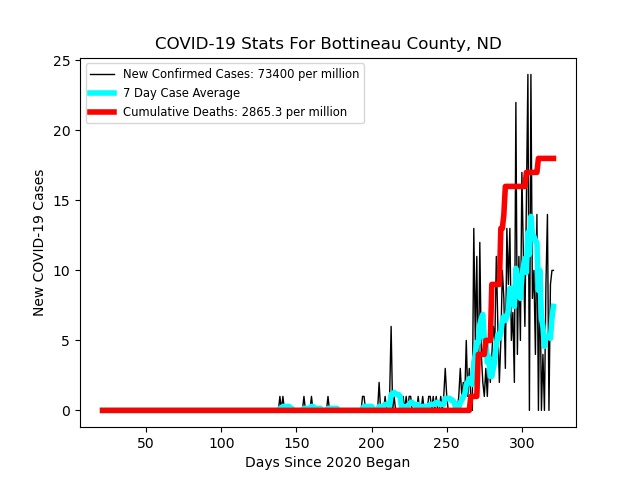 COVID-19 Stats For Bottineau County, ND
New Confirmed Cases: 73400 per million
7 Day Case Average
Cumulative Deaths: 2865.3 per million
New COVID-19 Cases
25
20
15
10
5
0
50 100 150 200 250 300
Days Since 2020 Began